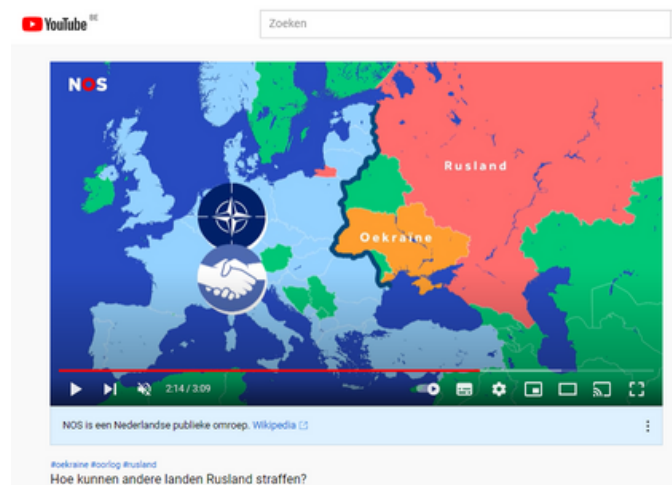 YouTube BE
Zoeken
NOS
Rusland
Oekraïne
2:14 / 3:09
NOS is een Nederlandse publieke omroep. Wikipedia
#oekraine #oorlog #rusland
Hoe kunnen andere landen Rusland straffen?